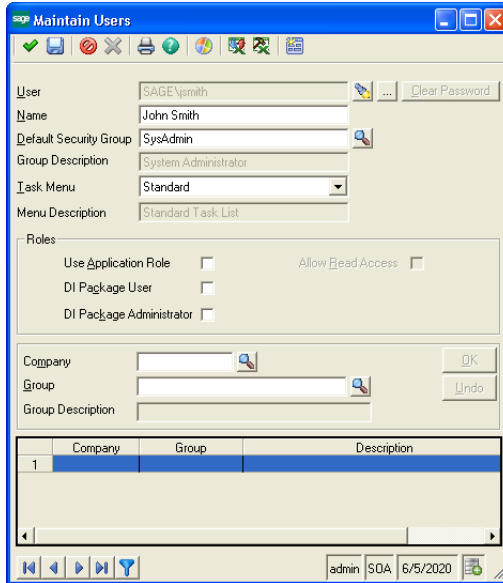 sage Maintain Users
User SAGE\jsmith ... Clear Password
Name John Smith
Default Security Group SysAdmin
Group Description System Administrator
Task Menu Standard
Menu Description Standard Task List
Roles
Use Application Role Allow Read Access
DI Package User
DI Package Administrator
Company OK
Group Undo
Group Description
Company Group Description
1
admin SOA 6/5/2020